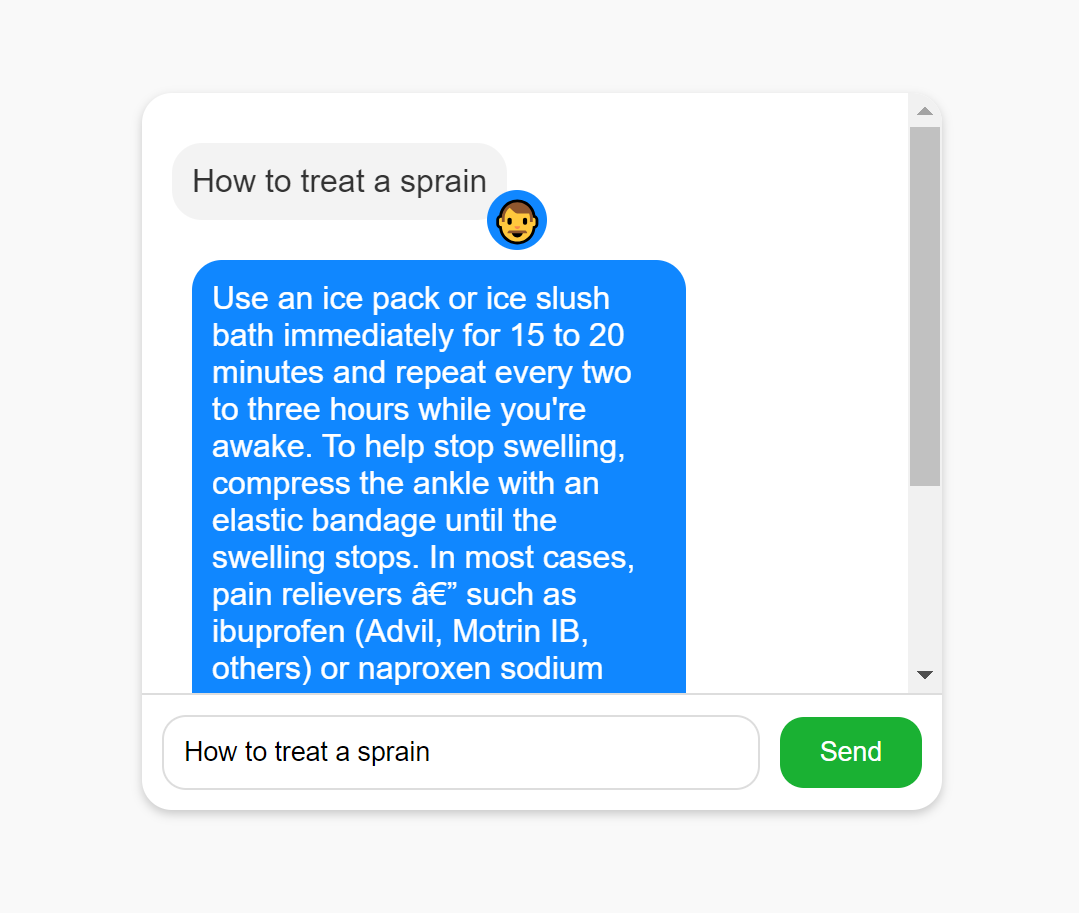 How to treat a sprain
Use an ice pack or ice slush
bath immediately for 15 to 20
minutes and repeat every two
to three hours while you're
awake. To help stop swelling,
compress the ankle with an
elastic bandage until the
swelling stops. In most cases,
pain relievers â€” such as
ibuprofen (Advil, Motrin IB,
others) or naproxen sodium
How to treat a sprain
Send